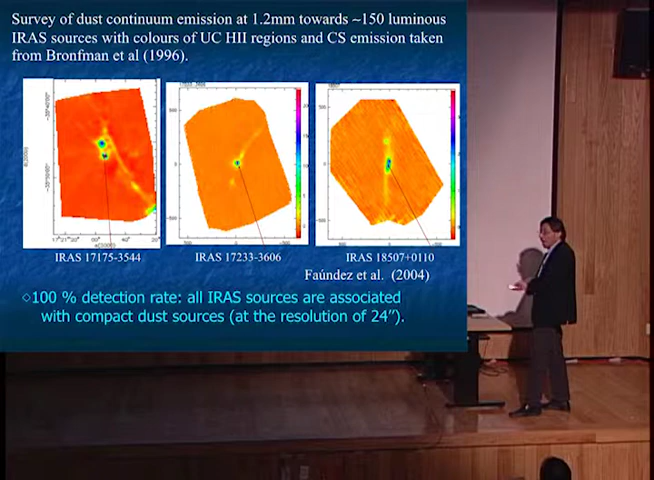 Survey of dust continuum emission at 1.2mm towards ~150 luminous
IRAS sources with colours of UC HII regions and CS emission taken
from Bronfman et al (1996).
IRAS 17175-3544
IRAS 17233-3606
IRAS 18507+0110
Faúndez et al. (2004)
◇100 % detection rate: all IRAS sources are associated
with compact dust sources (at the resolution of 24″).